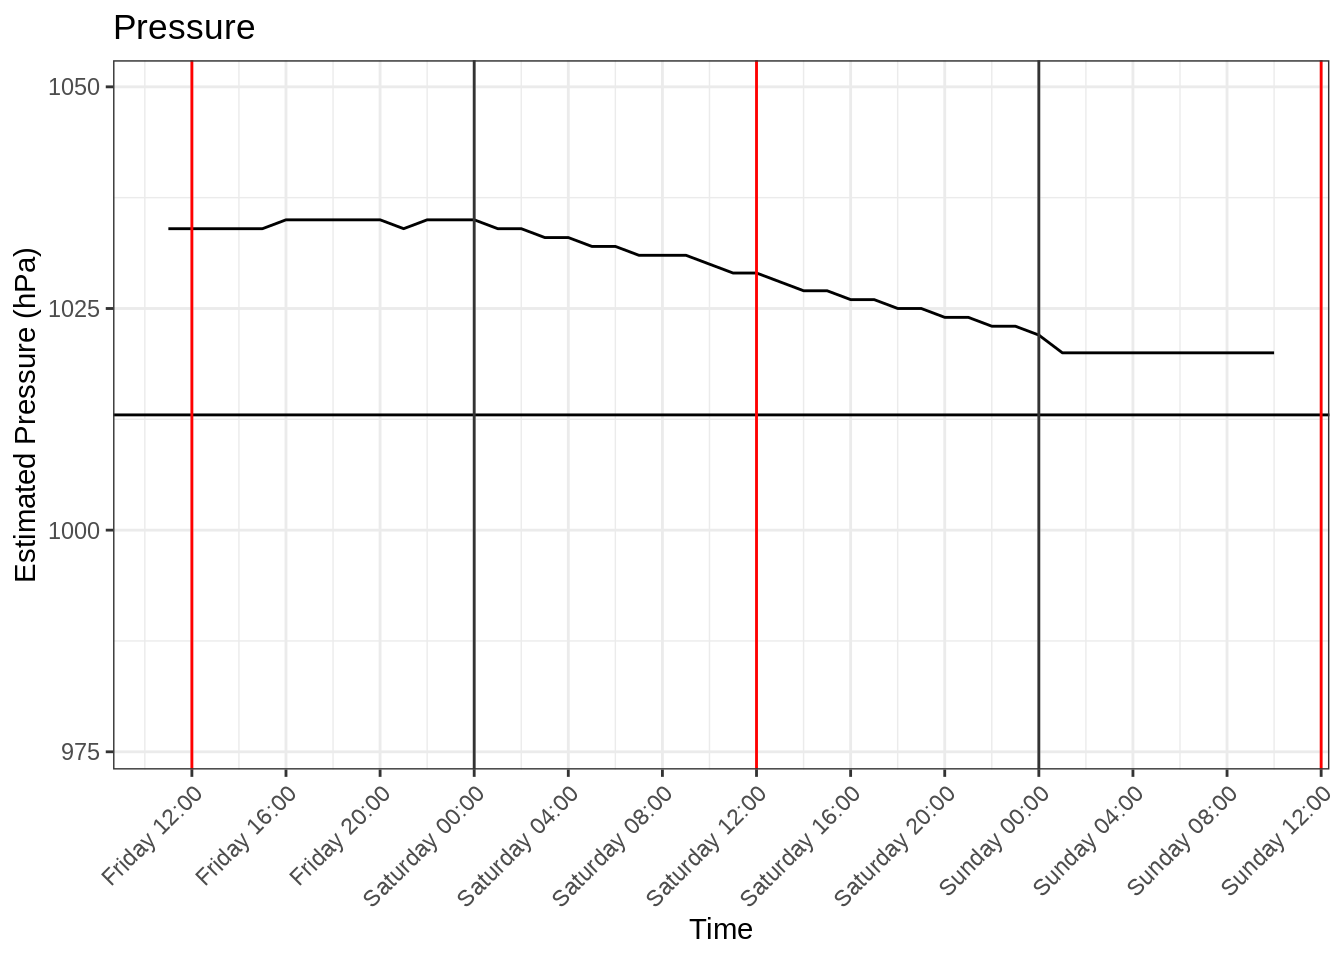 Pressure
Estimated Pressure (hPa)
1050
1025
1000
975
Friday 12:00
Friday 16:00
Friday 20:00
Saturday 00:00
Saturday 04:00
Saturday 08:00
Saturday 12:00
Saturday 16:00
Saturday 20:00
Sunday 00:00
Sunday 04:00
Sunday 08:00
Sunday 12:00
Time